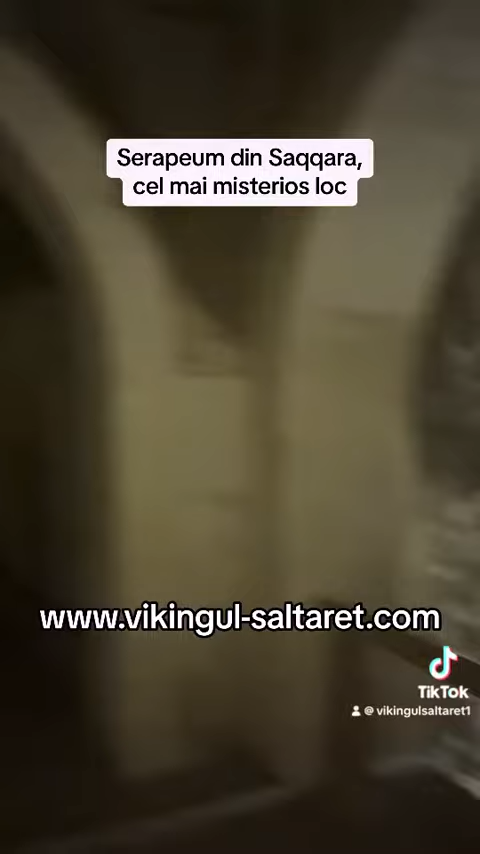 Serapeum din Saqqara,
cel mai misterios loc
www.vikingul-saltaret.com
TikTok
@ vikingulsaltaret1